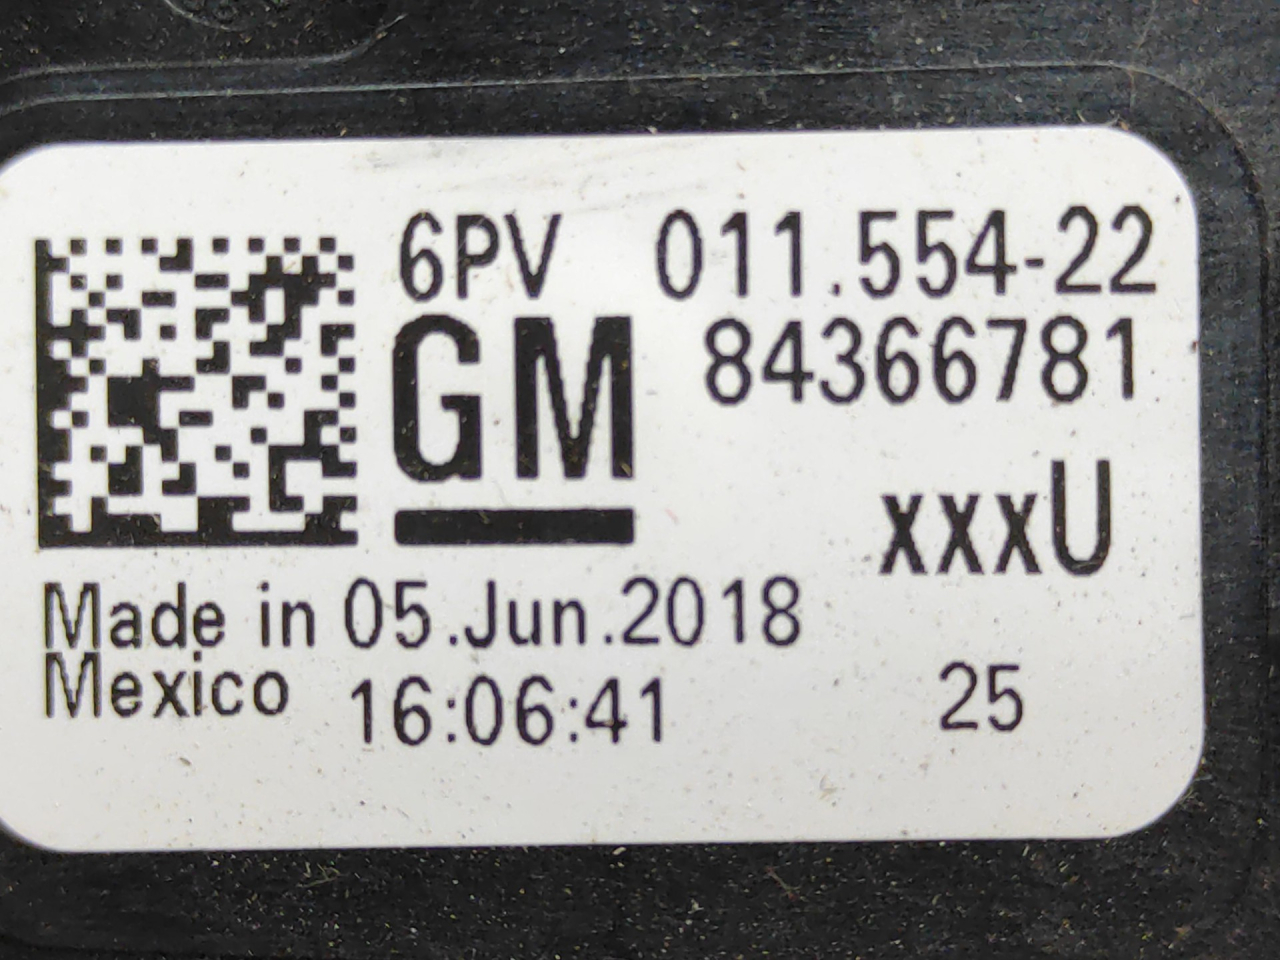 6PV 011.554-22
GM 84366781
xxxU
Made in 05.Jun.2018
Mexico 16:06:41 25